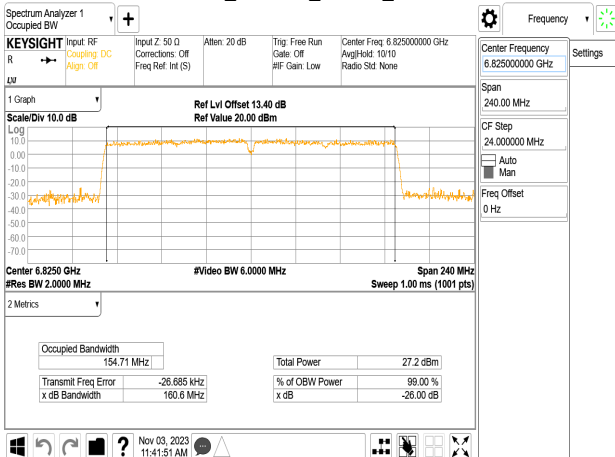 Spectrum Analyzer 1
Occupied BW
Frequency
KEYSIGHT
R
LXI
Input: RF
Coupling: DC
Align: Off
Input Z: 50 Ω
Corrections: Off
Freq Ref: Int (S)
Atten: 20 dB
Trig: Free Run
Gate: Off
#IF Gain: Low
Center Freq: 6.825000000 GHz
Avg|Hold: 10/10
Radio Std: None
Center Frequency
6.825000000 GHz
Settings
Span
240.00 MHz
CF Step
24.000000 MHz
Auto
Man
Freq Offset
0 Hz
1 Graph
Scale/Div 10.0 dB
Ref Lvl Offset 13.40 dB
Ref Value 20.00 dBm
Log
10.0
0.00
-10.0
-20.0
-30.0
-40.0
-50.0
-60.0
-70.0
Center 6.8250 GHz
#Video BW 6.0000 MHz
Span 240 MHz
#Res BW 2.0000 MHz
Sweep 1.00 ms (1001 pts)
2 Metrics
Occupied Bandwidth
154.71 MHz
Total Power 27.2 dBm
Transmit Freq Error -26.685 kHz
% of OBW Power 99.00 %
x dB Bandwidth 160.6 MHz
x dB -26.00 dB
?
Nov 03, 2023
11:41:51 AM